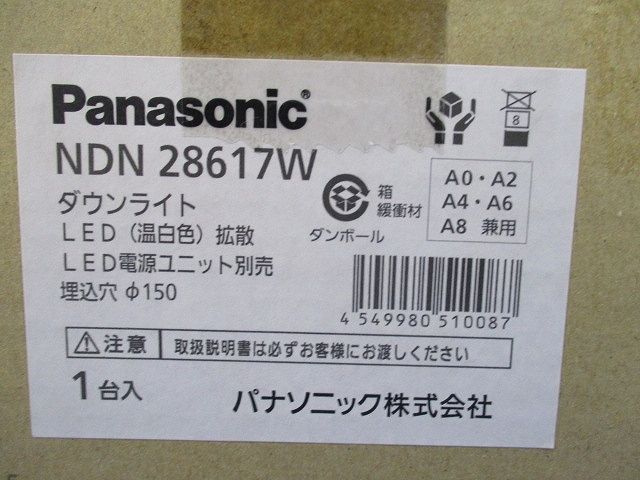 Panasonic®
NDN 28617W
ダウンライト
LED（温白色）拡散
LED電源ユニット別売
埋込穴 φ150
8
箱
緩衝材
ダンボール
A0・A2
A4・A6
A8 兼用
4 549980 510087
注意 取扱説明書は必ずお客様にお渡しください
1台入
パナソニック株式会社